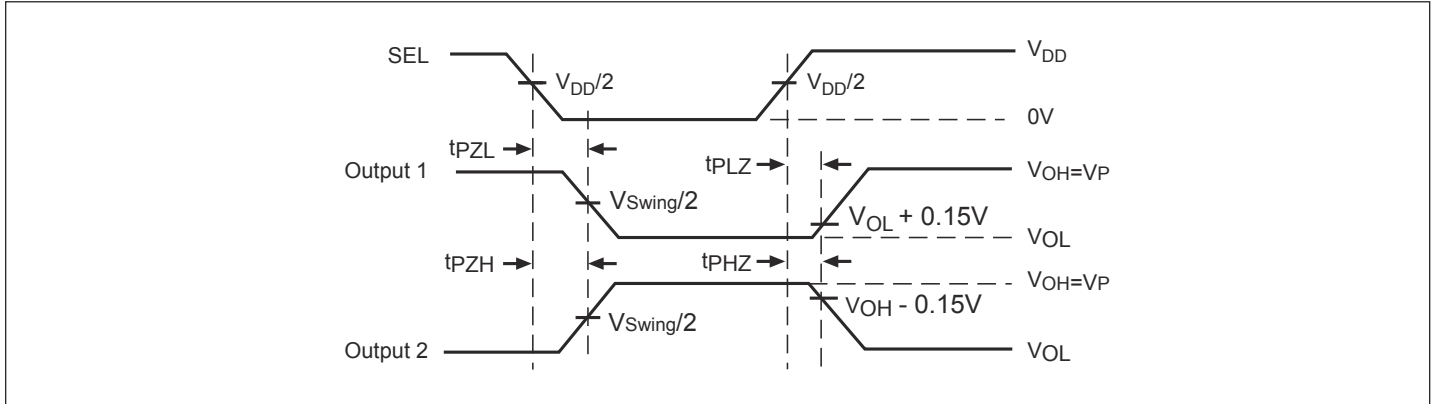 SEL
VDD/2
VDD/2
VDD
0V
tPZL
tPLZ
Output 1
VOH=VP
VSwing/2
VOL + 0.15V
VOL
tPZH
tPHZ
VOH=VP
VOH - 0.15V
VSwing/2
Output 2
VOL